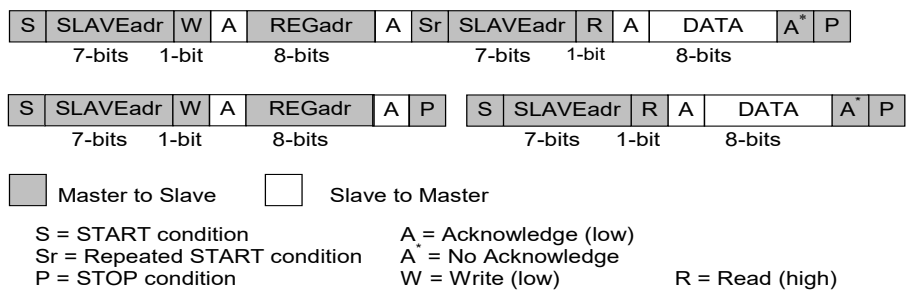 S SLAVEadr W A REGadr A Sr SLAVEadr R A DATA A* P
7-bits 1-bit 8-bits 7-bits 1-bit 8-bits
S SLAVEadr W A REGadr A P S SLAVEadr R A DATA A* P
7-bits 1-bit 8-bits 7-bits 1-bit 8-bits
Master to Slave Slave to Master
S = START condition A = Acknowledge (low)
Sr = Repeated START condition A* = No Acknowledge
P = STOP condition W = Write (low) R = Read (high)